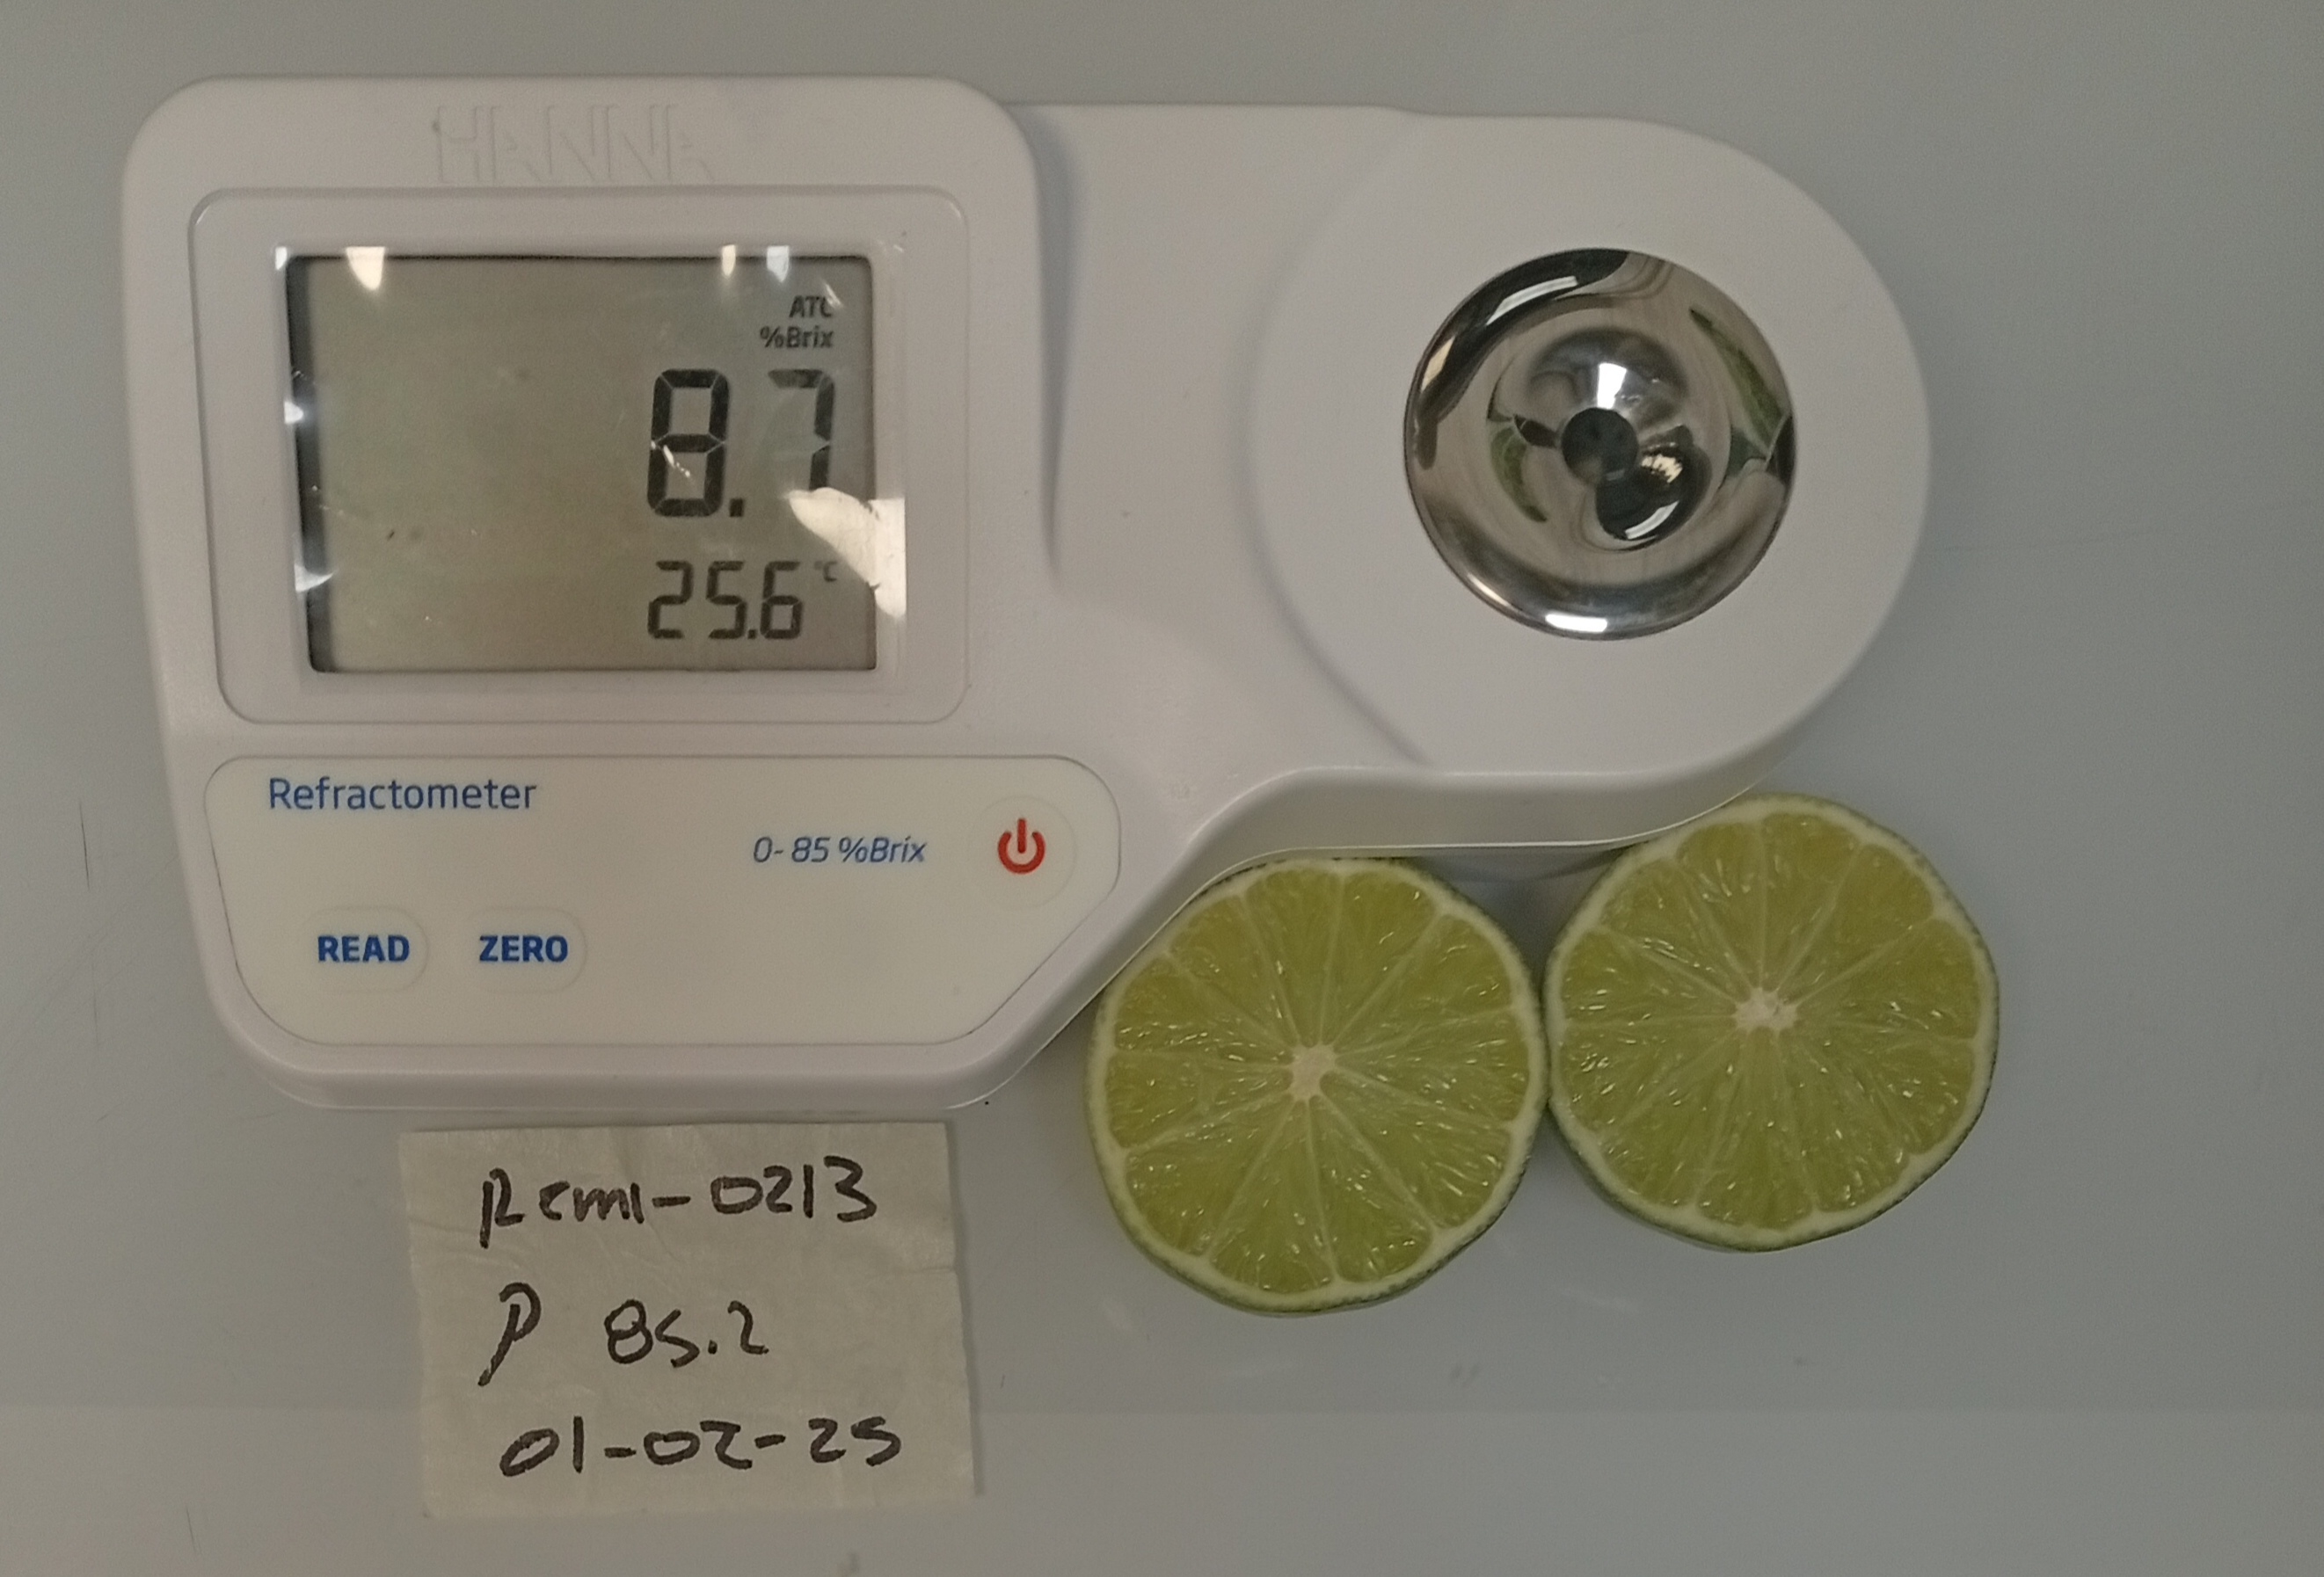 HANNA
ATC
%Brix
8.7
25.6 °C
Refractometer
0-85 %Brix
READ ZERO
Remi-0213
P 85.2
01-02-25